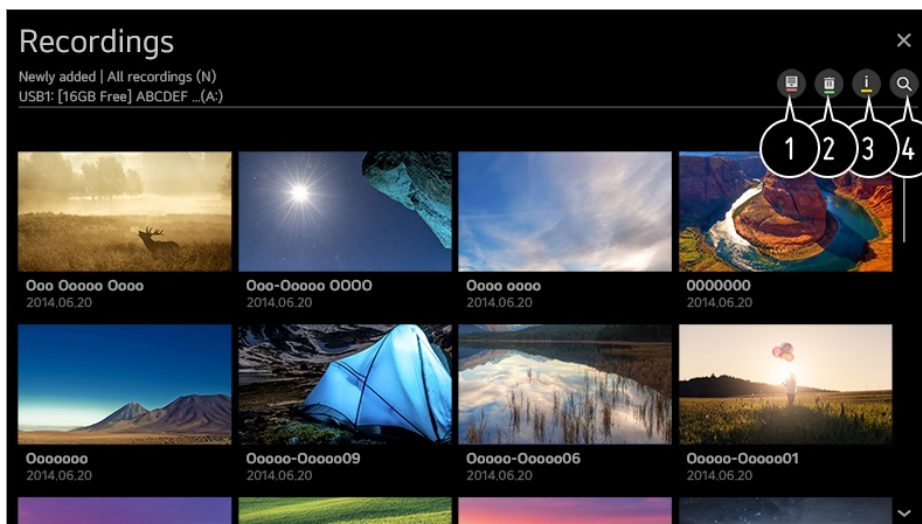 Recordings
Newly added | All recordings (N)
USB1: [16GB Free] ABCDEF ...(A:)
1 2 3 4
Ooo Ooooo Oooo
2014.06.20
Ooo-Ooooo OOOO
2014.06.20
Oooo oooo
2014.06.20
OOOOOOOO
2014.06.20
Ooooooo
2014.06.20
Ooooo-Ooooo09
2014.06.20
Ooooo-Ooooo06
2014.06.20
Ooooo-Ooooo01
2014.06.20